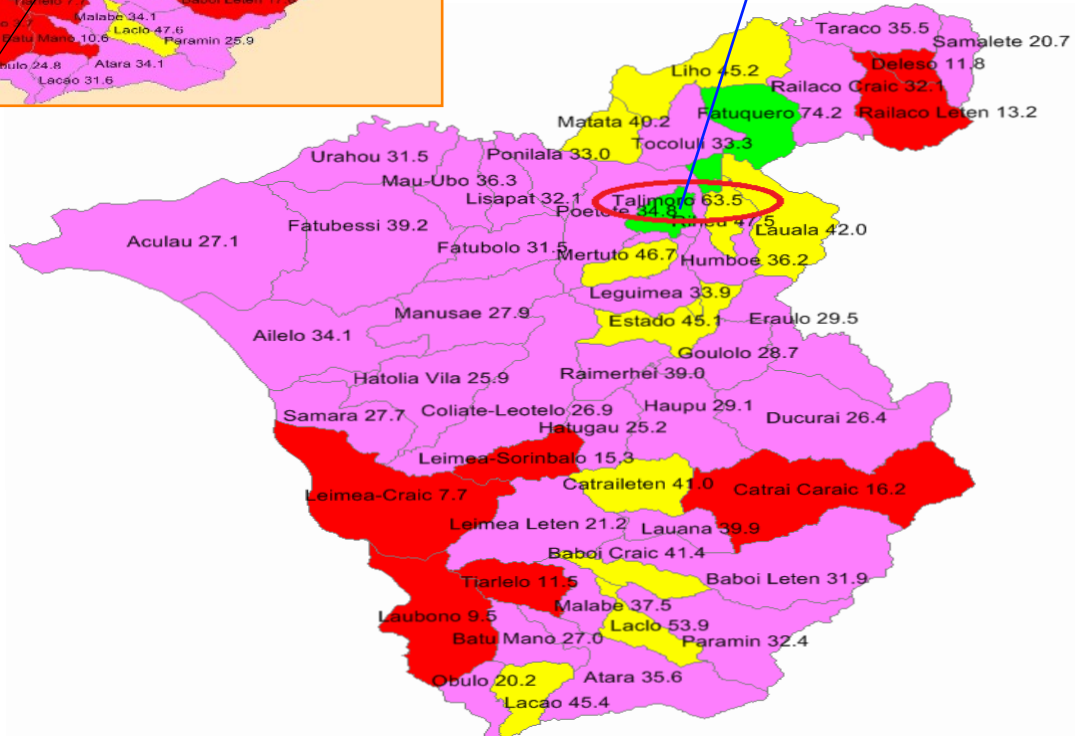 Malabe 34.1
Laclo 47.6
Batu Mano 10.6
Paramin 25.9
Atara 34.1
24.8
Lacao 31.6
Taraco 35.5
Samalete 20.7
Deleso 11.8
Liho 45.2
Railaco Craic 32.1
Fatuquero 74.2
Railaco Leten 13.2
Matata 40.2
Tocoluli 33.3
Urahou 31.5
Ponilala 33.0
Mau-Ubo 36.3
Lisapat 32.1
Talimoro 63.5
Poetete 34.8
Fatubessi 39.2
Riheu 47.5
Lauala 42.0
Aculau 27.1
Fatubolo 31.5
Mertuto 46.7
Humboe 36.2
Leguimea 33.9
Manusae 27.9
Estado 45.1
Eraulo 29.5
Ailelo 34.1
Goulolo 28.7
Hatolia Vila 25.9
Raimerhei 39.0
Samara 27.7
Coliate-Leotelo 26.9
Haupu 29.1
Ducurai 26.4
Hatugau 25.2
Leimea-Sorinbalo 15.3
Leimea-Craic 7.7
Catraileten 41.0
Catrai Caraic 16.2
Leimea Leten 21.2
Lauana 39.9
Baboi Craic 41.4
Baboi Leten 31.9
Tiarlelo 11.5
Malabe 37.5
Laubono 9.5
Laclo 53.9
Batu Mano 27.0
Paramin 32.4
Obulo 20.2
Atara 35.6
Lacao 45.4